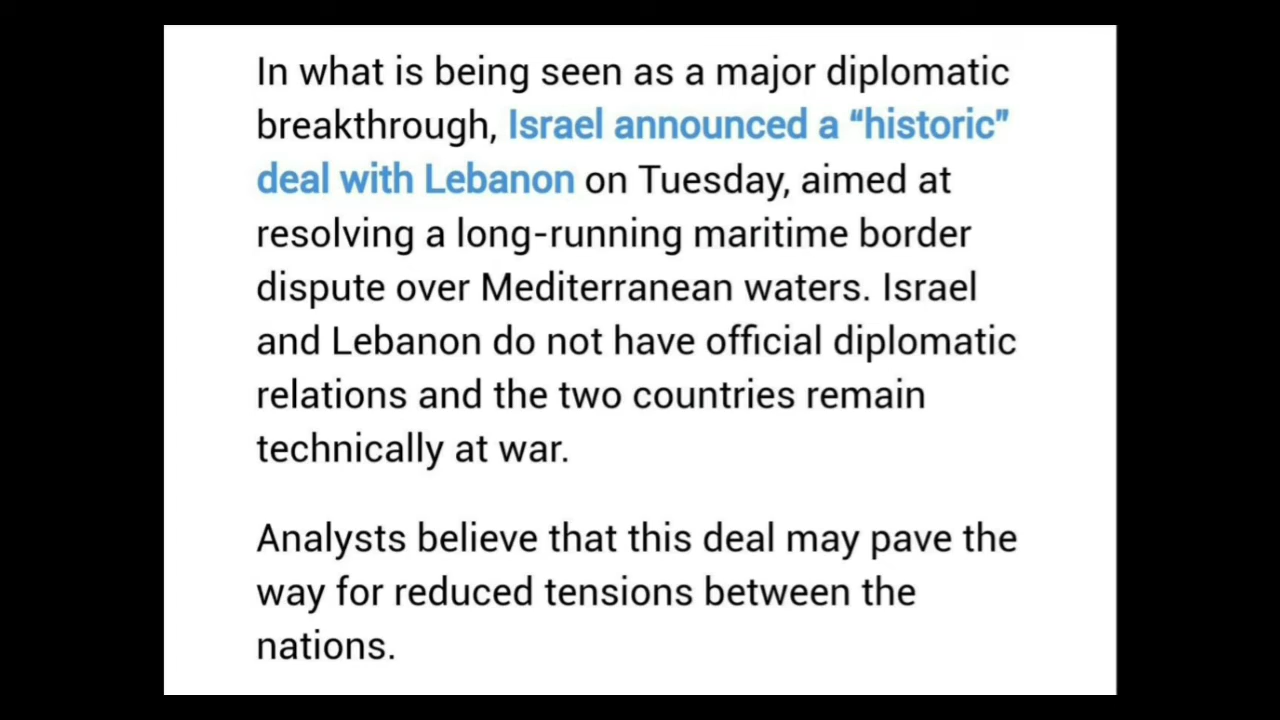 In what is being seen as a major diplomatic
breakthrough, Israel announced a “historic”
deal with Lebanon on Tuesday, aimed at
resolving a long-running maritime border
dispute over Mediterranean waters. Israel
and Lebanon do not have official diplomatic
relations and the two countries remain
technically at war.
Analysts believe that this deal may pave the
way for reduced tensions between the
nations.